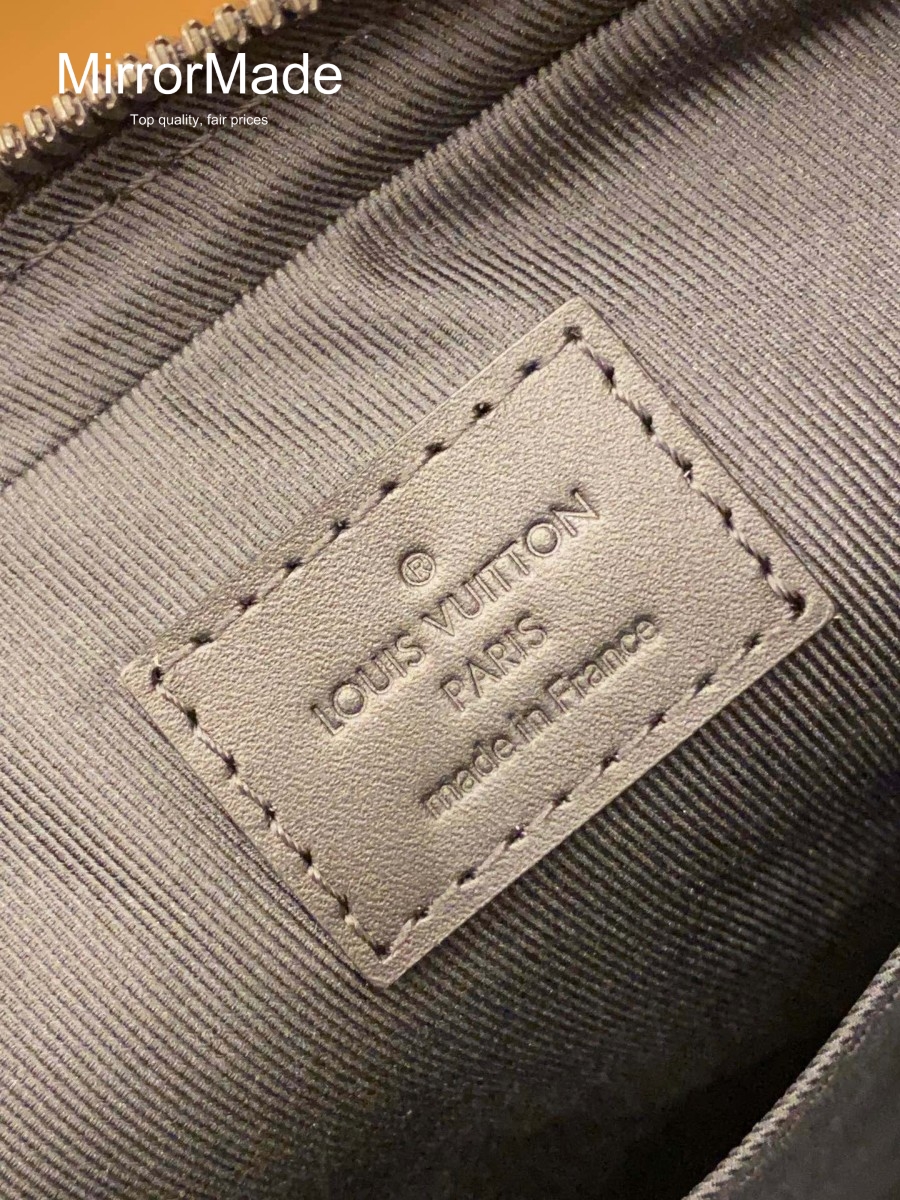 MirrorMade
Top quality, fair prices
®
LOUIS VUITTON
PARIS
made in France